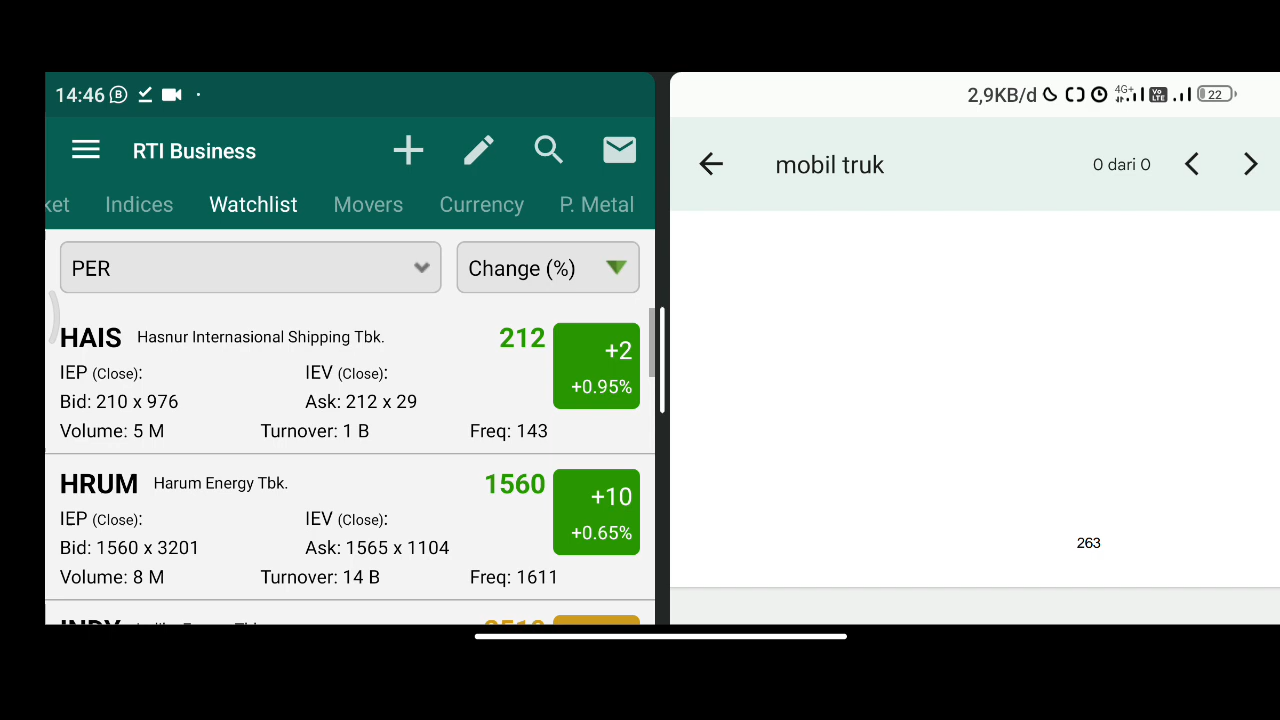 14:46
RTI Business
ket Indices Watchlist Movers Currency P. Metal
PER
Change (%)
HAIS Hasnur Internasional Shipping Tbk. 212 +2
IEP (Close): IEV (Close): +0.95%
Bid: 210 x 976 Ask: 212 x 29
Volume: 5 M Turnover: 1 B Freq: 143
HRUM Harum Energy Tbk. 1560 +10
IEP (Close): IEV (Close): +0.65%
Bid: 1560 x 3201 Ask: 1565 x 1104
Volume: 8 M Turnover: 14 B Freq: 1611
2,9KB/d 4G+ Vo LTE 22
mobil truk 0 dari 0
263